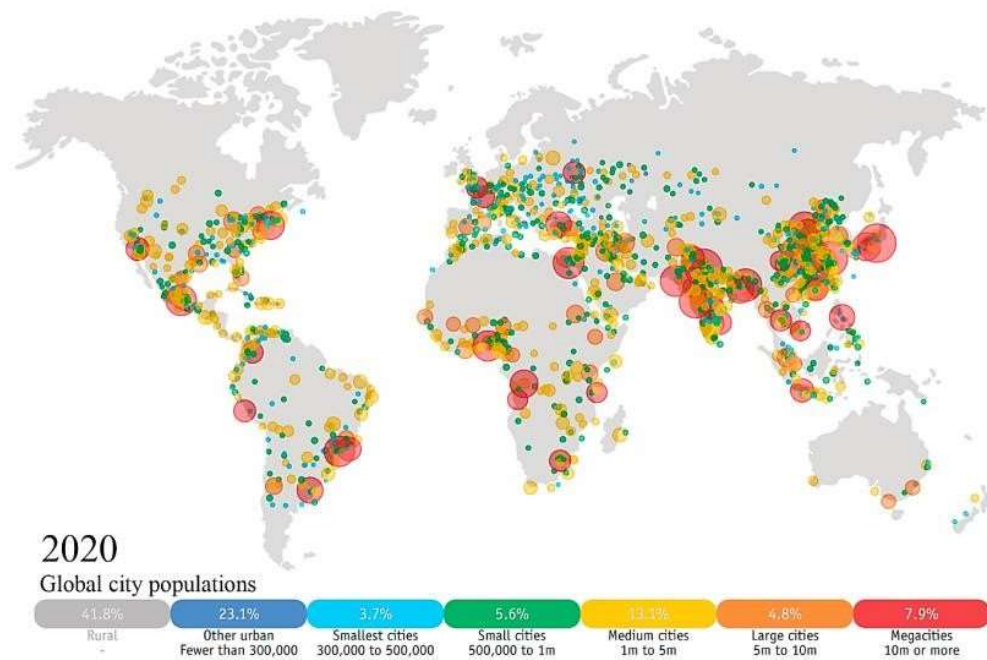 2020
Global city populations
41.8% 23.1% 3.7% 5.6% 13.1% 4.8% 7.9%
Rural Other urban Smallest cities Small cities Medium cities Large cities Megacities
- Fewer than 300,000 300,000 to 500,000 500,000 to 1m 1m to 5m 5m to 10m 10m or more